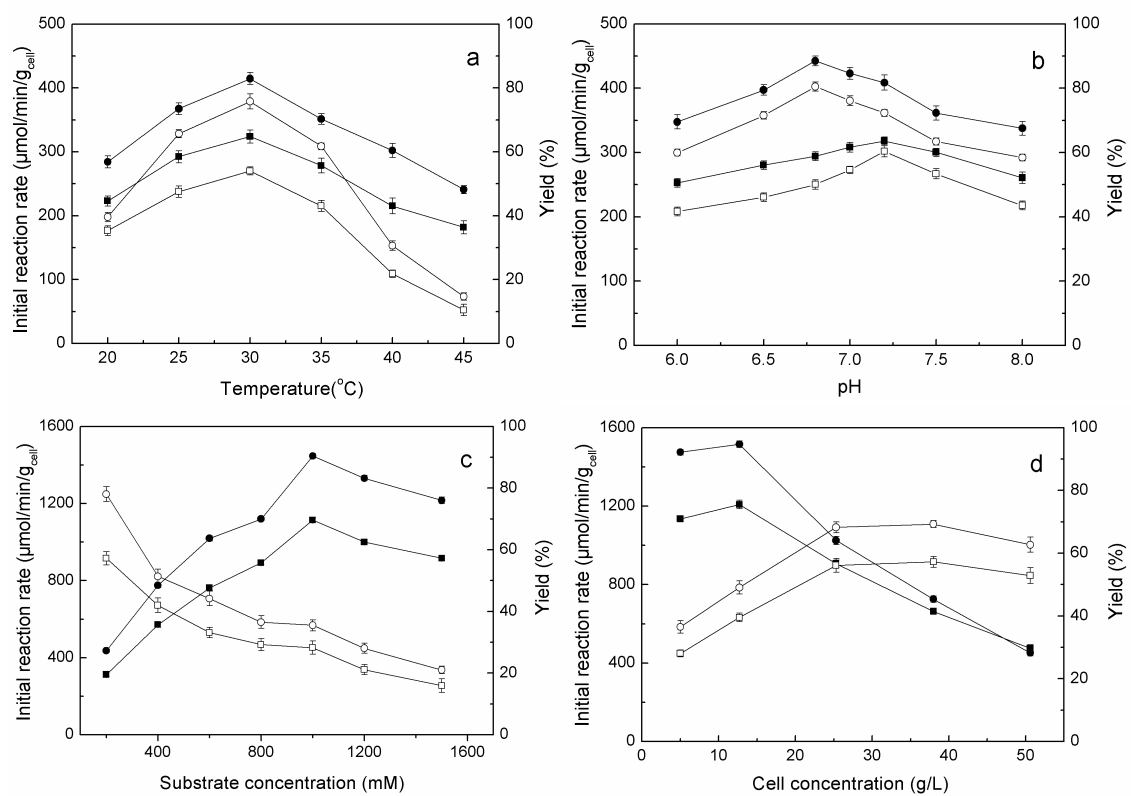 a
Initial reaction rate (μmol/min/gcell)
500
400
300
200
100
0
100
80
60
40
20
0
Yield (%)
20 25 30 35 40 45
Temperature(oC)
b
Initial reaction rate (μmol/min/gcell)
500
400
300
200
100
0
100
80
60
40
20
0
Yield (%)
6.0 6.5 7.0 7.5 8.0
pH
c
Initial reaction rate (μmol/min/gcell)
1600
1200
800
400
0
100
80
60
40
20
0
Yield (%)
400 800 1200 1600
Substrate concentration (mM)
d
Initial reaction rate (μmol/min/gcell)
1600
1200
800
400
0
100
80
60
40
20
0
Yield (%)
0 10 20 30 40 50
Cell concentration (g/L)